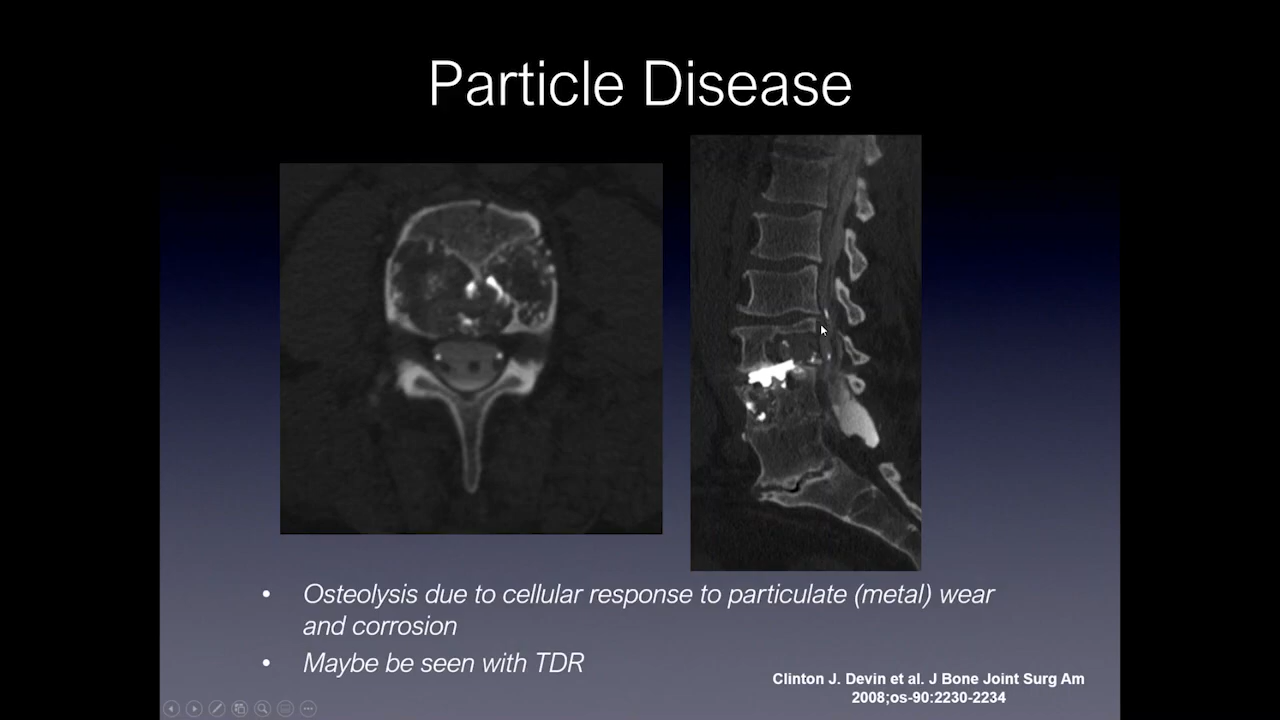 Particle Disease
• Osteolysis due to cellular response to particulate (metal) wear
and corrosion
• Maybe be seen with TDR
Clinton J. Devin et al. J Bone Joint Surg Am
2008;os-90:2230-2234